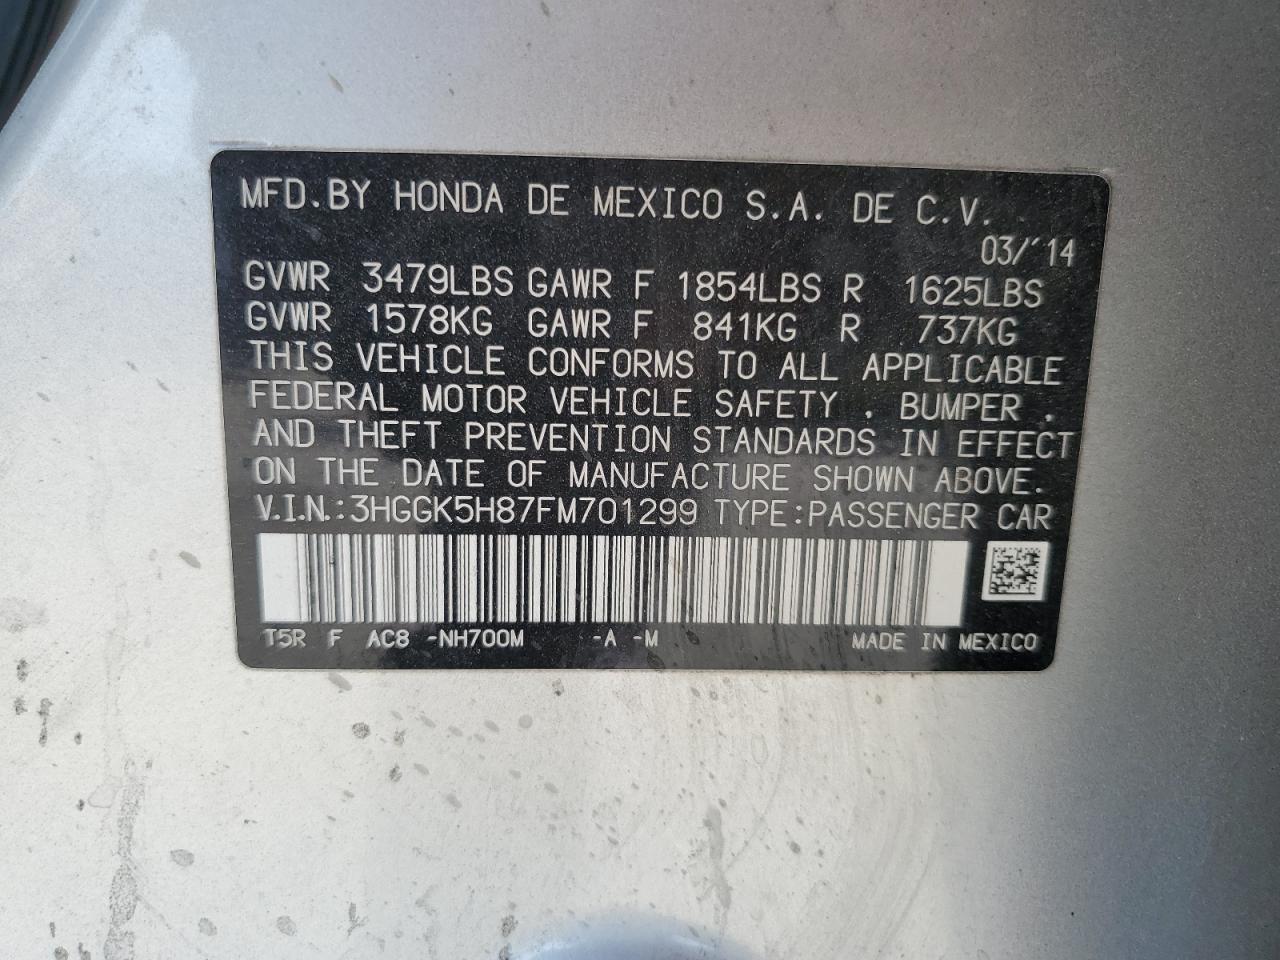 MFD.BY HONDA DE MEXICO S.A. DE C.V.
03/´14
GVWR 3479LBS GAWR F 1854LBS R 1625LBS
GVWR 1578KG GAWR F 841KG R 737KG
THIS VEHICLE CONFORMS TO ALL APPLICABLE
FEDERAL MOTOR VEHICLE SAFETY , BUMPER ,
AND THEFT PREVENTION STANDARDS IN EFFECT
ON THE DATE OF MANUFACTURE SHOWN ABOVE.
V.I.N.:3HGGK5H87FM701299 TYPE:PASSENGER CAR
T5R F AC8 -NH700M -A -M MADE IN MEXICO